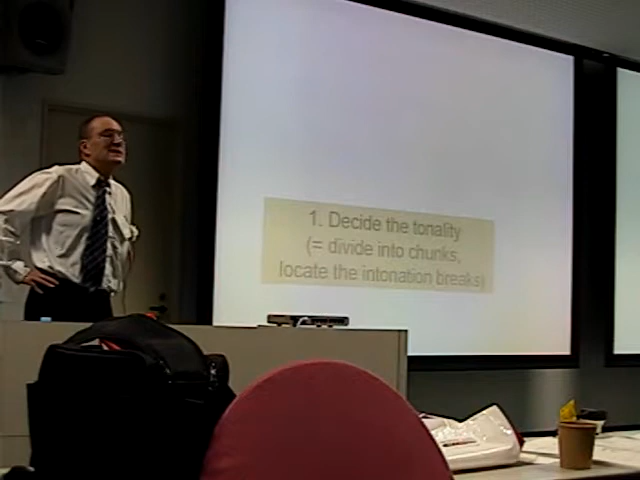 1. Decide the tonality
(= divide into chunks,
locate the intonation breaks)